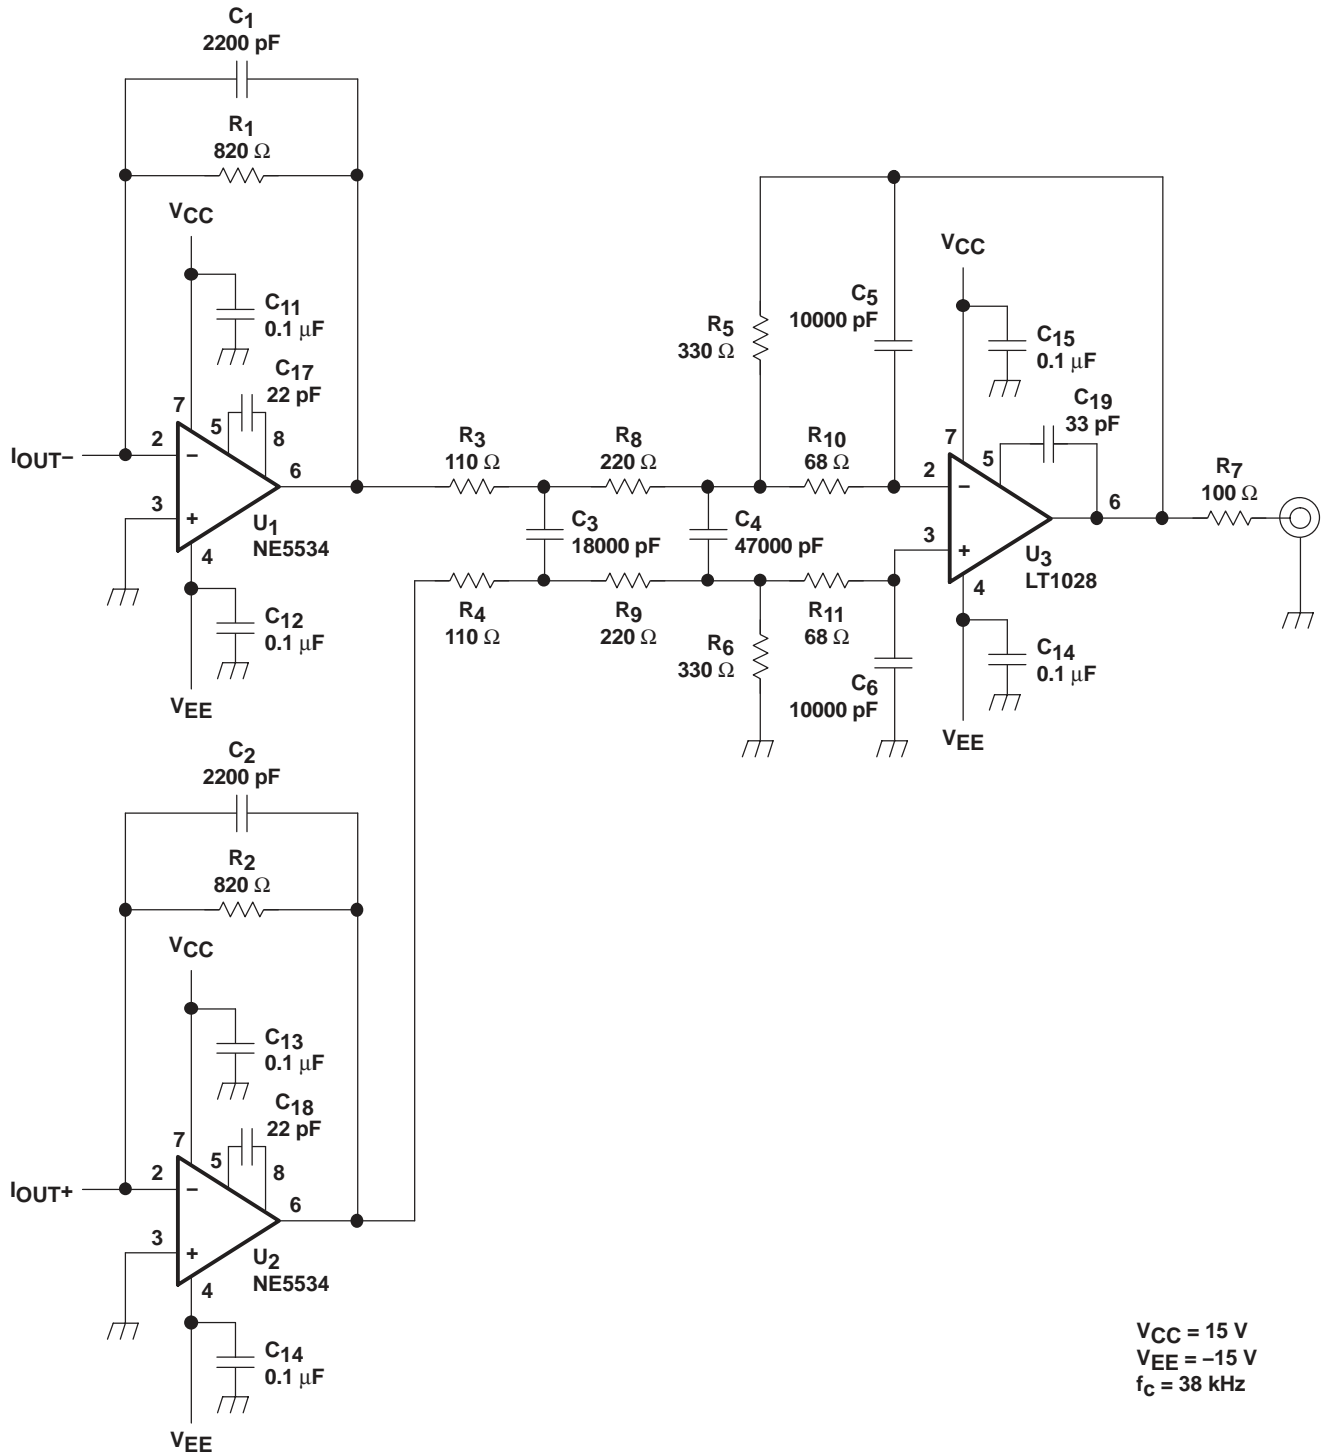 C1
2200 pF
R1
820 Ω
VCC
C11
0.1 μF
C17
22 pF
7
5
8
2
6
3
4
IOUT–
–
+
U1
NE5534
C12
0.1 μF
VEE
R3
110 Ω
R8
220 Ω
R10
68 Ω
C3
18000 pF
C4
47000 pF
R4
110 Ω
R9
220 Ω
R11
68 Ω
R5
330 Ω
C5
10000 pF
R6
330 Ω
C6
10000 pF
VCC
C15
0.1 μF
C19
33 pF
7
5
2
6
3
4
–
+
U3
LT1028
R7
100 Ω
C14
0.1 μF
VEE
C2
2200 pF
R2
820 Ω
VCC
C13
0.1 μF
C18
22 pF
7
5
8
2
6
3
4
IOUT+
–
+
U2
NE5534
C14
0.1 μF
VEE
VCC = 15 V
VEE = –15 V
fC = 38 kHz